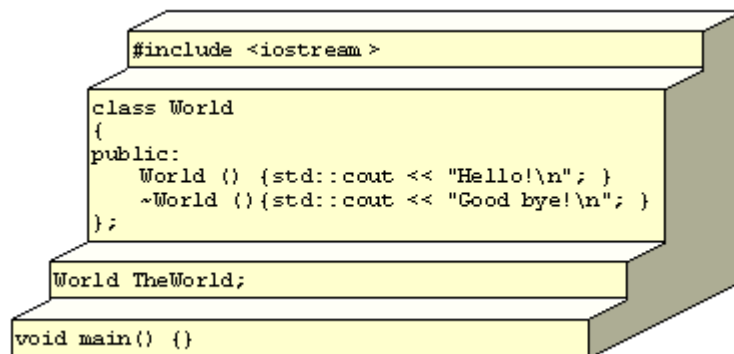 #include <iostream>
class World
{
public:
    World () {std::cout << "Hello!\n"; }
    ~World (){std::cout << "Good bye!\n"; }
};
World TheWorld;
void main() {}